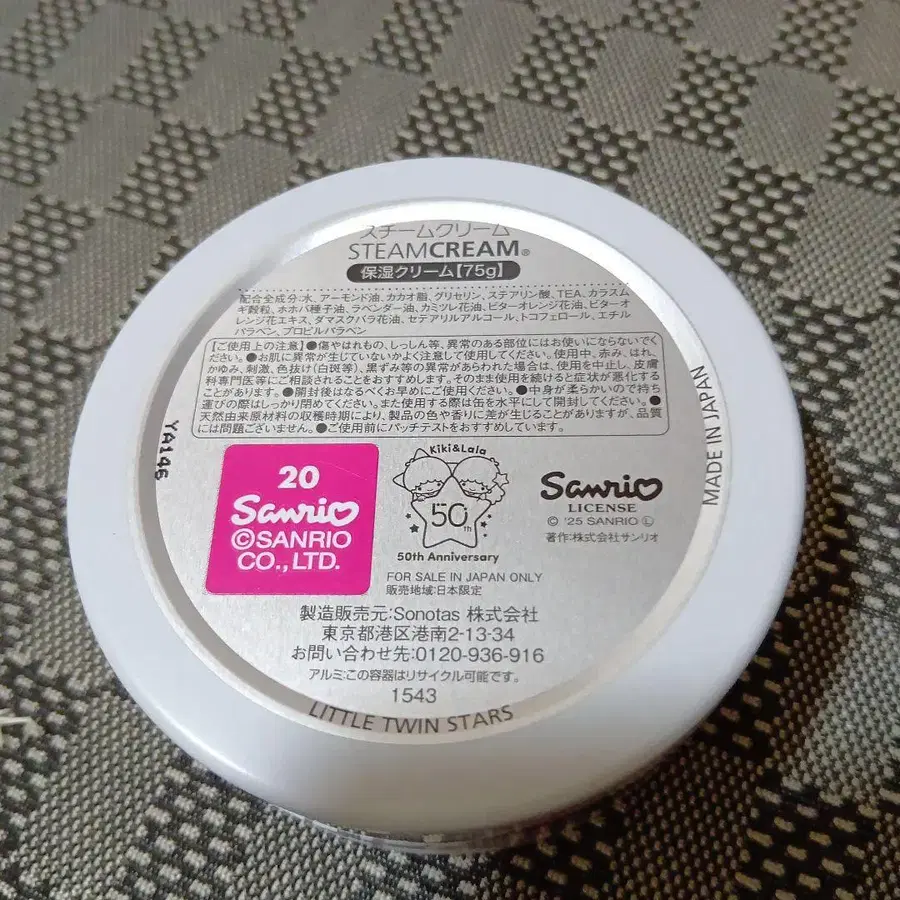 スチームクリーム
STEAMCREAM®
保湿クリーム【75g】
配合全成分:水、アーモンド油、カカオ脂、グリセリン、ステアリン酸、TEA、カラスム
ギ穀粒、ホホバ種子油、ラベンダー油、カミツレ花油、ビターオレンジ花油、ビターオ
レンジ花エキス、ダマスクバラ花油、セテアリルアルコール、トコフェロール、エチル
パラベン、プロピルパラベン
【ご使用上の注意】●傷やはれもの、しっしん等、異常のある部位にはお使いにならないでく
ださい。●お肌に異常が生じていないかよく注意して使用してください。使用中、赤み、はれ、
かゆみ、刺激、色抜け(白斑等)、黒ずみ等の異常があらわれた場合は、使用を中止し、皮膚
科専門医等にご相談されることをおすすめします。そのまま使用を続けると症状が悪化する
ことがあります。●開封後はなるべくお早めにご使用ください。●中身が柔らかいので持ち
運びの際はしっかり閉めてください。また使用する際は缶を水平にして開封してください。●
天然由来原材料の収穫時期により、製品の色や香りに差が生じることがありますが、品質
には問題ございません。●ご使用前にパッチテストをおすすめしています。
YA146
MADE IN JAPAN
20
Sanrio
©SANRIO
CO., LTD.
Kiki&Lala
50th
50th Anniversary
Sanrio
LICENSE
© '25 SANRIO Ⓛ
著作:株式会社サンリオ
FOR SALE IN JAPAN ONLY
販売地域:日本限定
製造販売元:Sonotas 株式会社
東京都港区港南2-13-34
お問い合わせ先:0120-936-916
アルミ:この容器はリサイクル可能です。
1543
LITTLE TWIN STARS